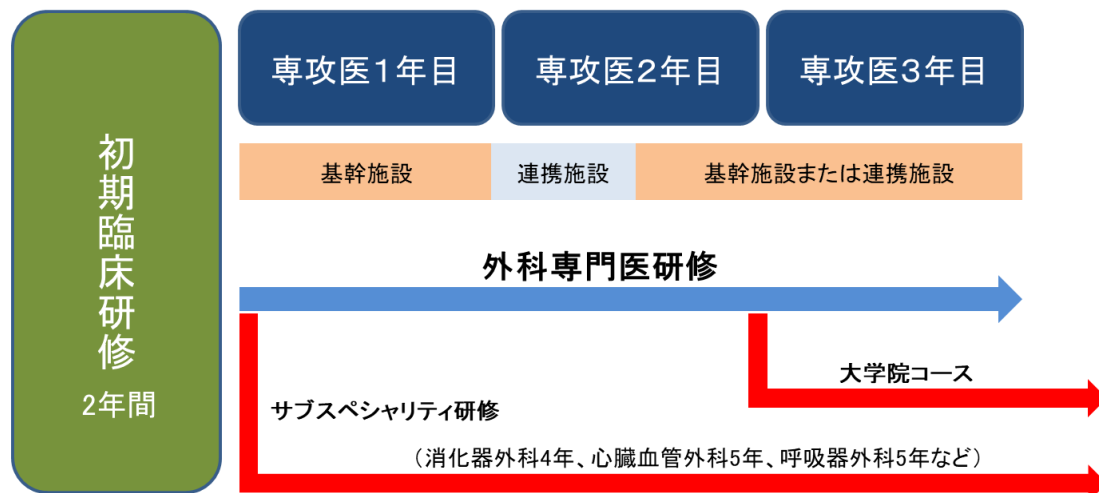 初期臨床研修
2年間
専攻医1年目
専攻医2年目
専攻医3年目
基幹施設
連携施設
基幹施設または連携施設
外科専門医研修
大学院コース
サブスペシャリティ研修
（消化器外科4年、心臓血管外科5年、呼吸器外科5年など）